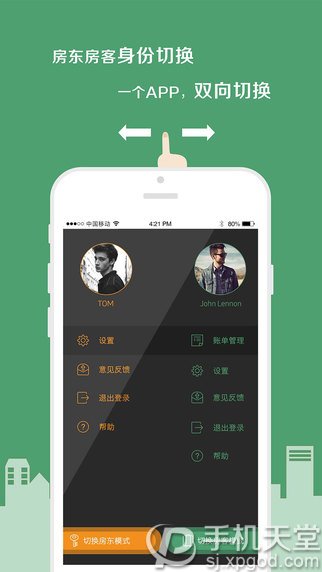 房东房客身份切换
一个APP，双向切换
中国移动 4:21 PM 80%
TOM John Lennon
设置 账单管理
意见反馈 设置
退出登录 意见反馈
帮助 退出登录
帮助
切换房东模式
手机天堂
sj.xpgod.com